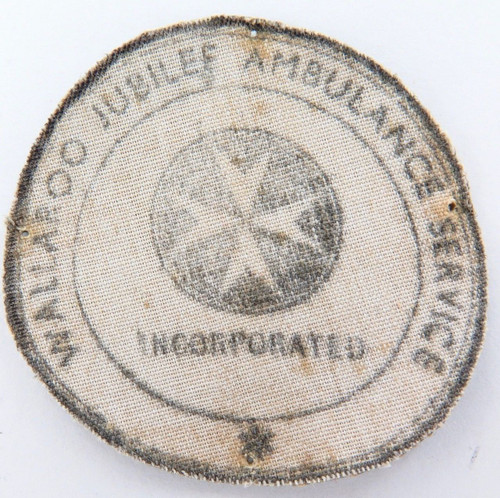 WALLAROO JUBILEE AMBULANCE SERVICE
INCORPORATED